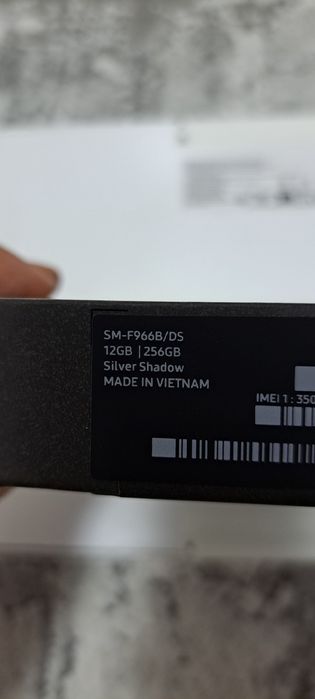 SM-F966B/DS
12GB | 256GB
Silver Shadow
MADE IN VIETNAM
IMEI 1 : 350